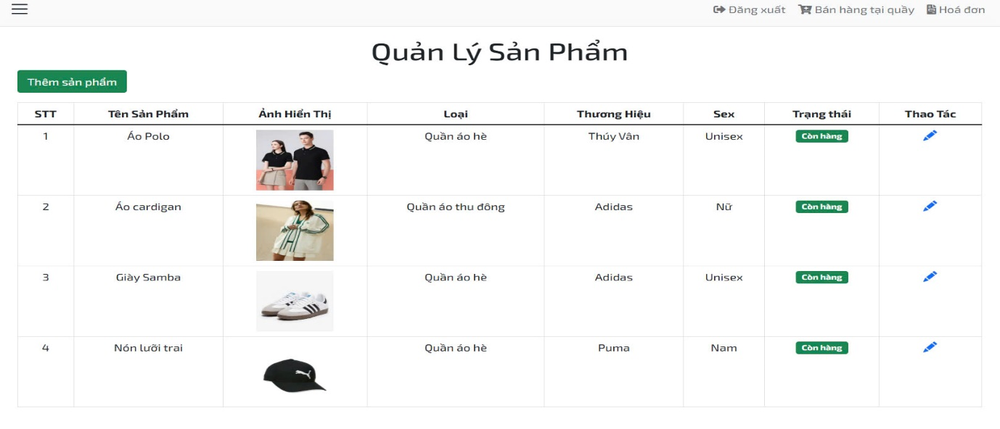 Đăng xuất Bán hàng tại quầy Hoá đơn
Quản Lý Sản Phẩm
Thêm sản phẩm
STT Tên Sản Phẩm Ảnh Hiển Thị Loại Thương Hiệu Sex Trạng thái Thao Tác
1 Áo Polo Quần áo hè Thúy Vân Unisex Còn hàng
2 Áo cardigan Quần áo thu đông Adidas Nữ Còn hàng
3 Giày Samba Quần áo hè Adidas Unisex Còn hàng
4 Nón lưỡi trai Quần áo hè Puma Nam Còn hàng